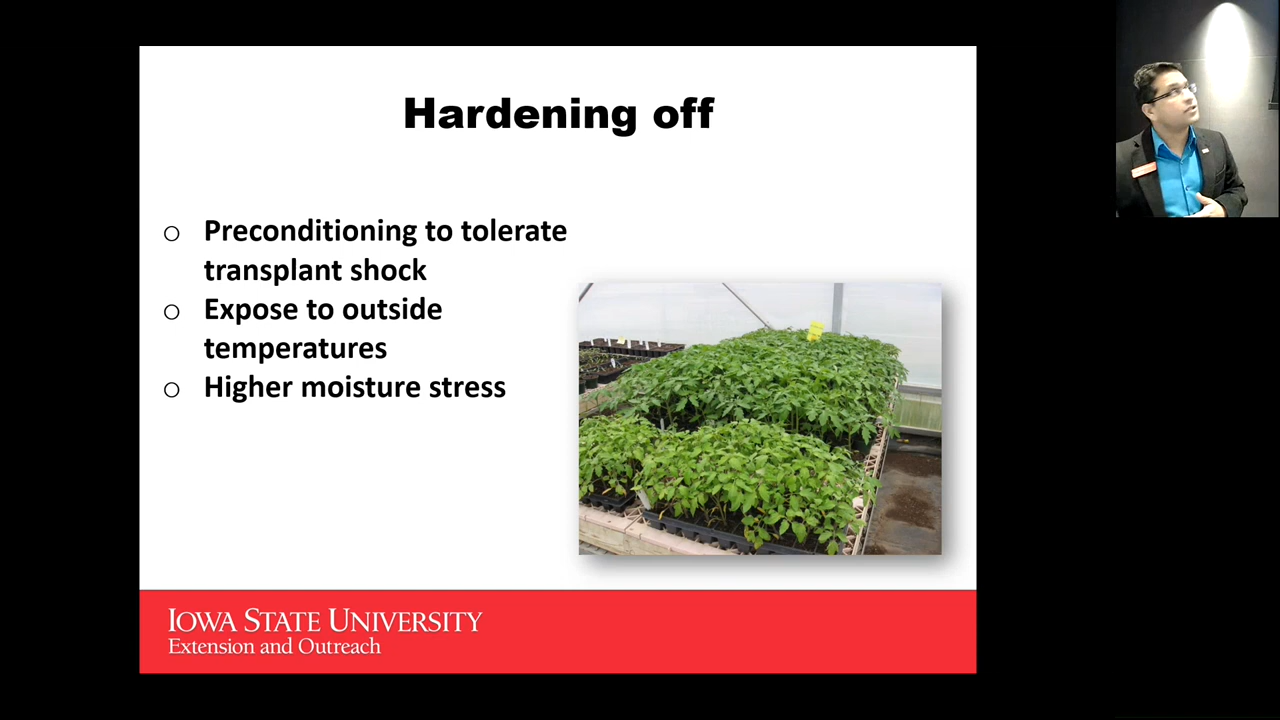 Hardening off
o Preconditioning to tolerate
transplant shock
o Expose to outside
temperatures
o Higher moisture stress
IOWA STATE UNIVERSITY
Extension and Outreach